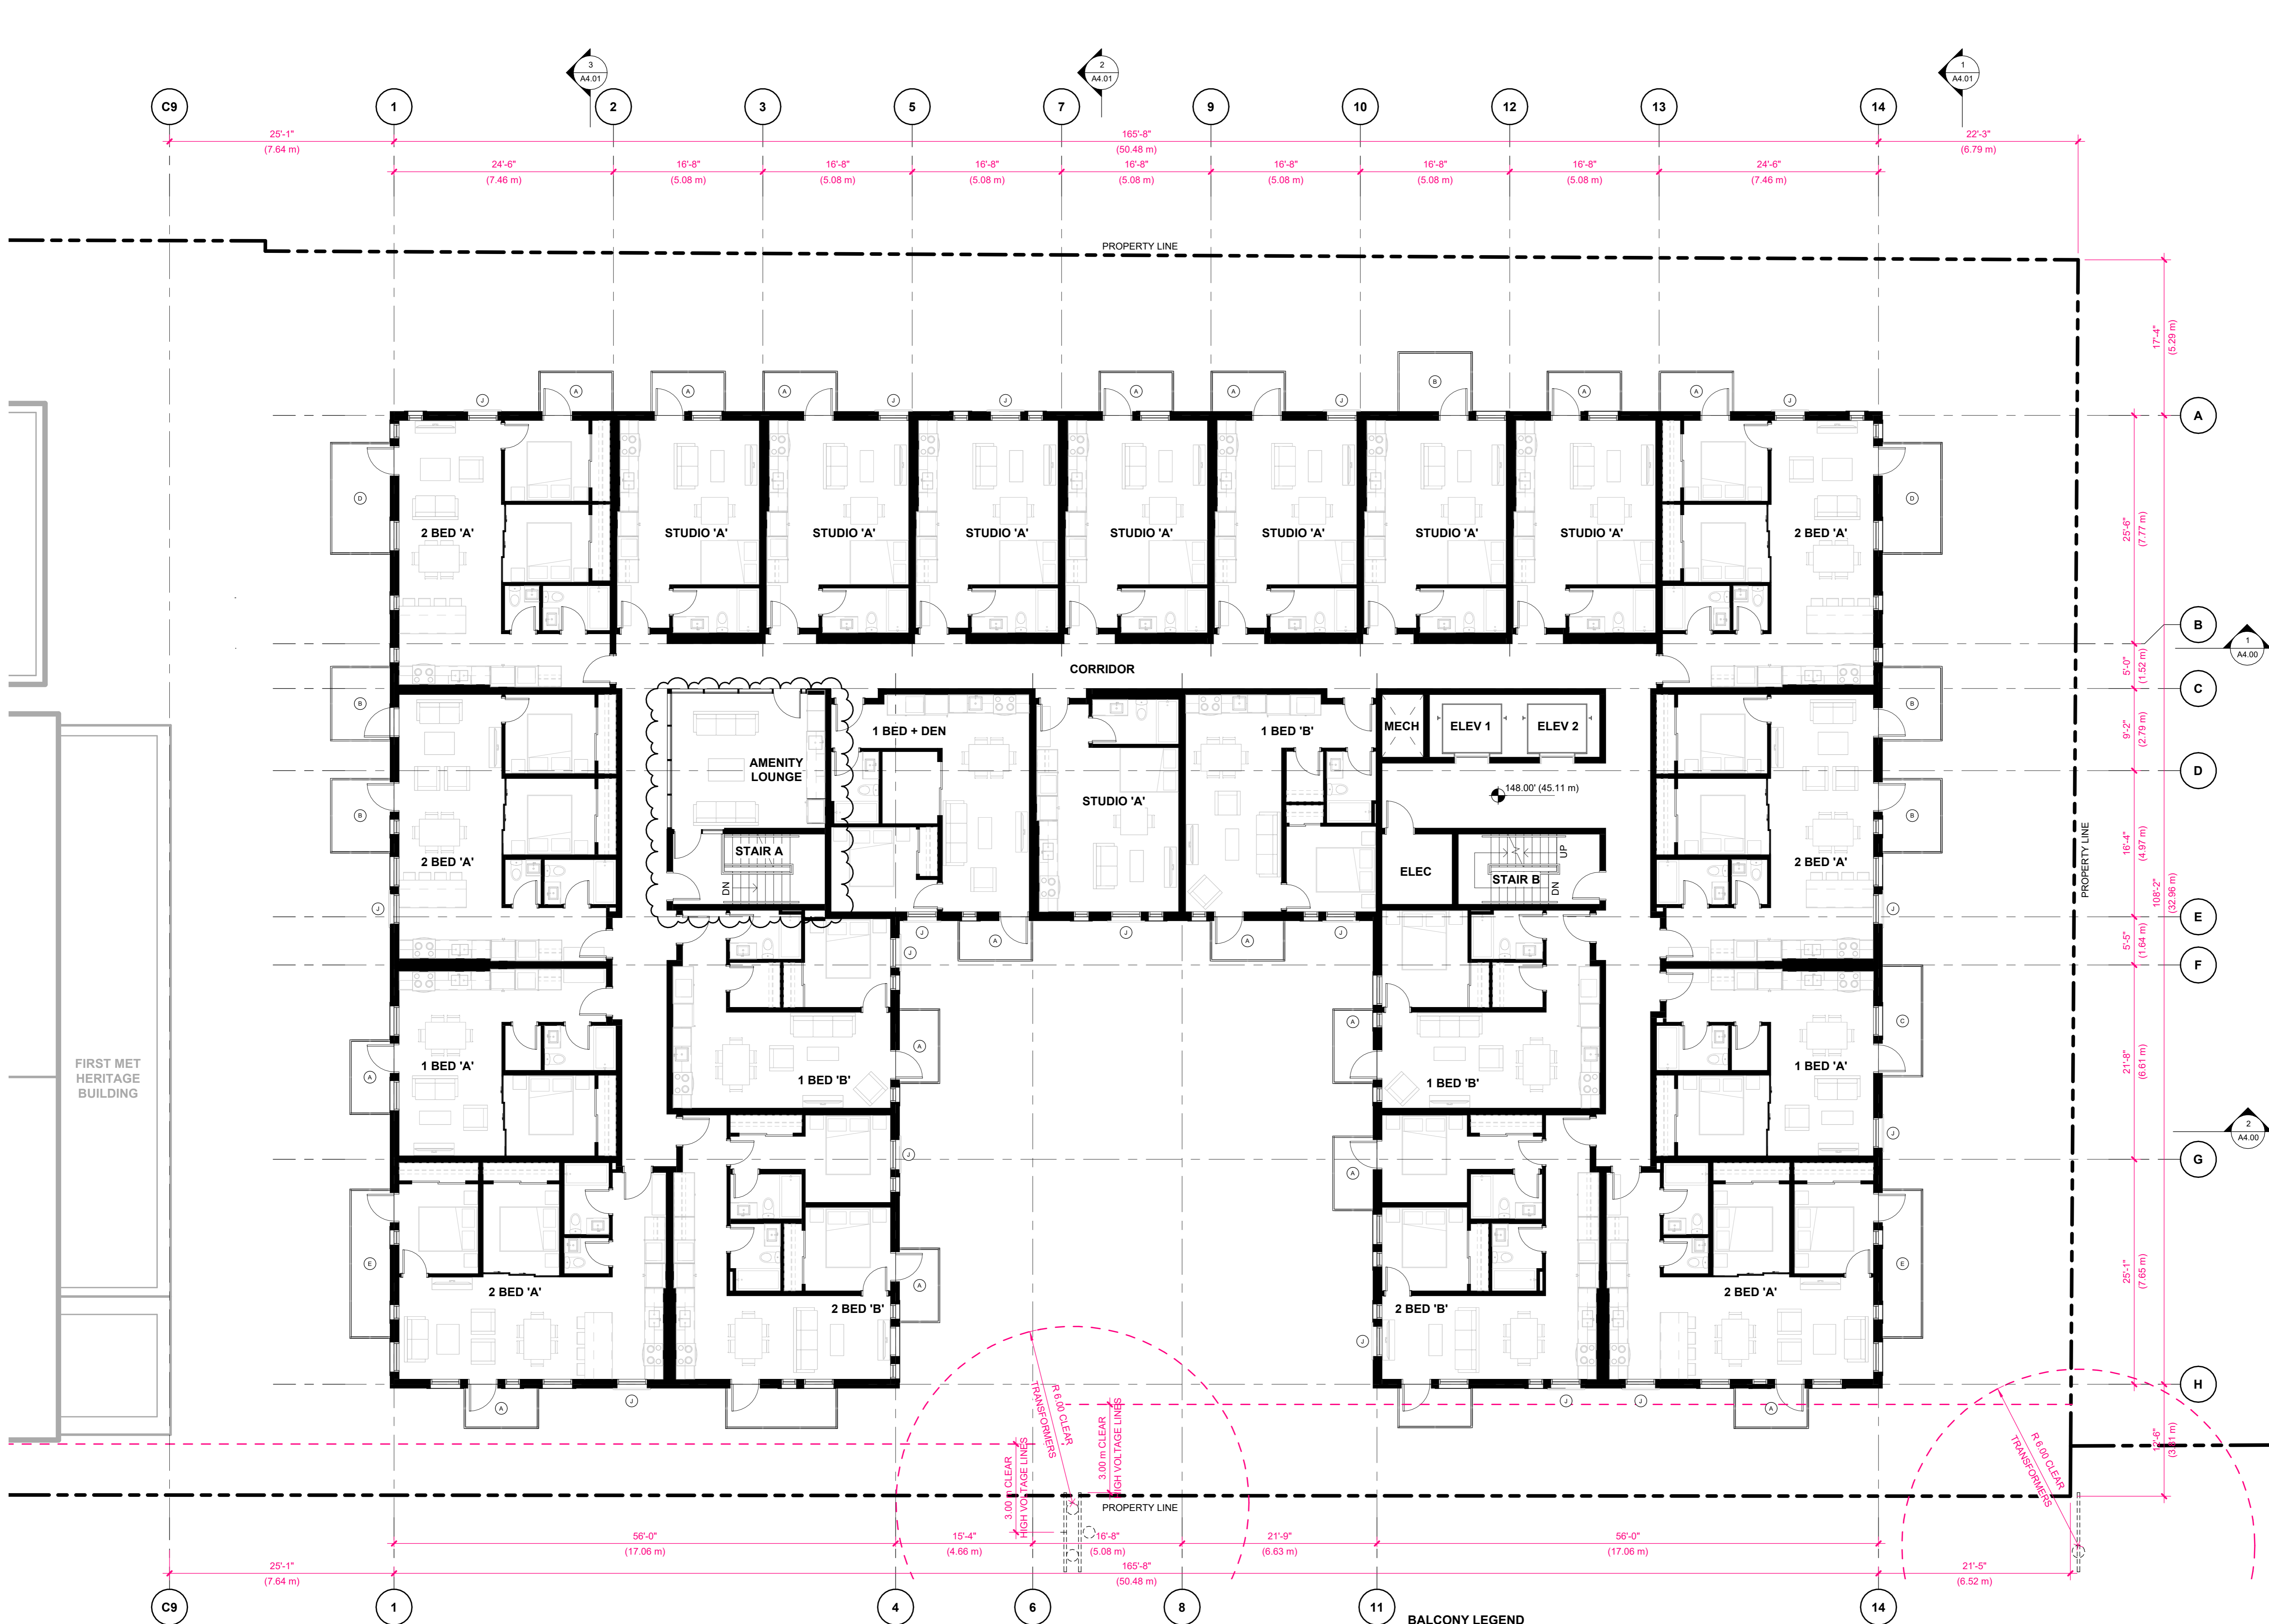 3
A4.01
2
A4.01
1
A4.01
C9
1
2
3
5
7
9
10
12
13
14
25'-1"
(7.64 m)
165'-8"
(50.48 m)
22'-3"
(6.79 m)
24'-6"
(7.46 m)
16'-8"
(5.08 m)
16'-8"
(5.08 m)
16'-8"
(5.08 m)
16'-8"
(5.08 m)
16'-8"
(5.08 m)
16'-8"
(5.08 m)
16'-8"
(5.08 m)
24'-6"
(7.46 m)
PROPERTY LINE
17'-4"
(5.29 m)
B
A
A
A
A
A
A
A
J
J
J
J
J
A
D
D
2 BED 'A'
STUDIO 'A'
STUDIO 'A'
STUDIO 'A'
STUDIO 'A'
STUDIO 'A'
STUDIO 'A'
STUDIO 'A'
2 BED 'A'
25'-6"
(7.77 m)
B
1
A4.00
CORRIDOR
5'-0"
(1.52 m)
C
B
B
1 BED + DEN
1 BED 'B'
MECH
ELEV 1
ELEV 2
9'-2"
(2.79 m)
AMENITY
LOUNGE
D
148.00' (45.11 m)
STUDIO 'A'
B
B
STAIR A
DN
2 BED 'A'
ELEC
STAIR B
UP
DN
2 BED 'A'
PROPERTY LINE
16'-4"
(4.97 m)
108'-2"
(32.96 m)
J
J
E
J
A
J
A
J
J
5'-5"
(1.64 m)
F
A
A
A
C
FIRST MET
HERITAGE
BUILDING
1 BED 'A'
1 BED 'B'
1 BED 'B'
1 BED 'A'
21'-8"
(6.61 m)
2
A4.00
J
J
G
A
E
A
E
2 BED 'A'
2 BED 'B'
2 BED 'B'
2 BED 'A'
25'-1"
(7.65 m)
J
H
A
J
J
J
A
R 6.00 CLEAR
TRANSFORMERS
3.00 m CLEAR
HIGH VOLTAGE LINES
3.00 m CLEAR
HIGH VOLTAGE LINES
R 6.00 CLEAR
TRANSFORMERS
12'-6"
(3.81 m)
PROPERTY LINE
56'-0"
(17.06 m)
15'-4"
(4.66 m)
16'-8"
(5.08 m)
21'-9"
(6.63 m)
56'-0"
(17.06 m)
25'-1"
(7.64 m)
165'-8"
(50.48 m)
21'-5"
(6.52 m)
C9
1
4
6
8
11
14
BALCONY LEGEND